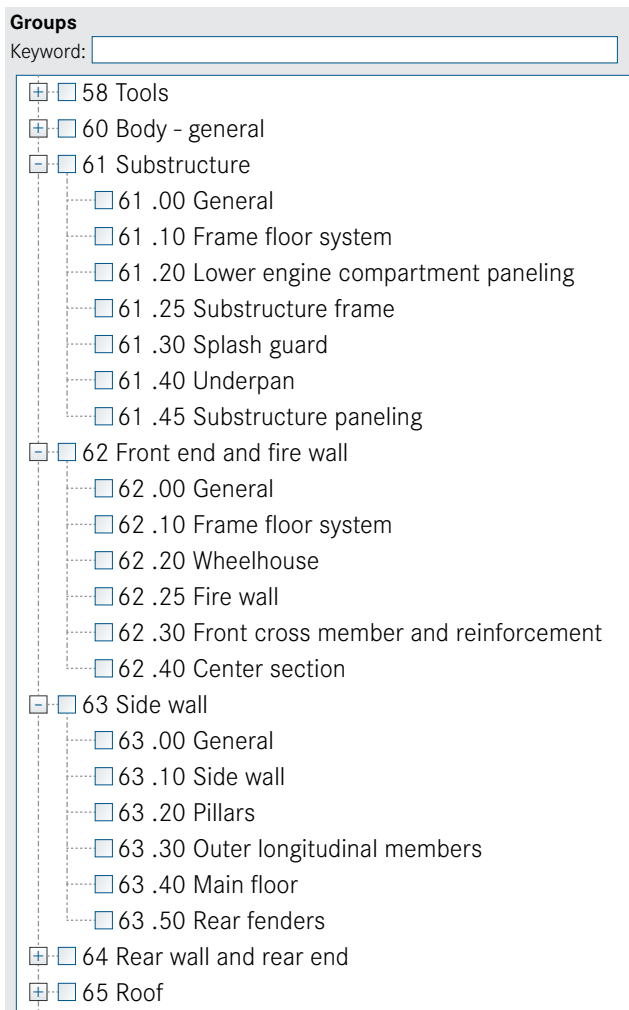 Groups
Keyword:
58 Tools
60 Body - general
61 Substructure
61 .00 General
61 .10 Frame floor system
61 .20 Lower engine compartment paneling
61 .25 Substructure frame
61 .30 Splash guard
61 .40 Underpan
61 .45 Substructure paneling
62 Front end and fire wall
62 .00 General
62 .10 Frame floor system
62 .20 Wheelhouse
62 .25 Fire wall
62 .30 Front cross member and reinforcement
62 .40 Center section
63 Side wall
63 .00 General
63 .10 Side wall
63 .20 Pillars
63 .30 Outer longitudinal members
63 .40 Main floor
63 .50 Rear fenders
64 Rear wall and rear end
65 Roof